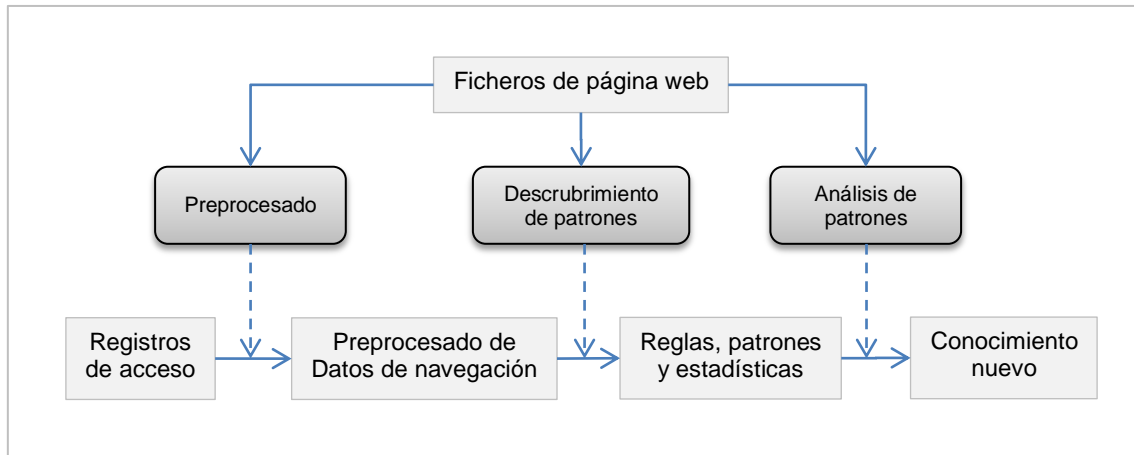 Ficheros de página web
Preprocesado
Descrubrimiento
de patrones
Análisis de
patrones
Registros
de acceso
Preprocesado de
Datos de navegación
Reglas, patrones
y estadísticas
Conocimiento
nuevo